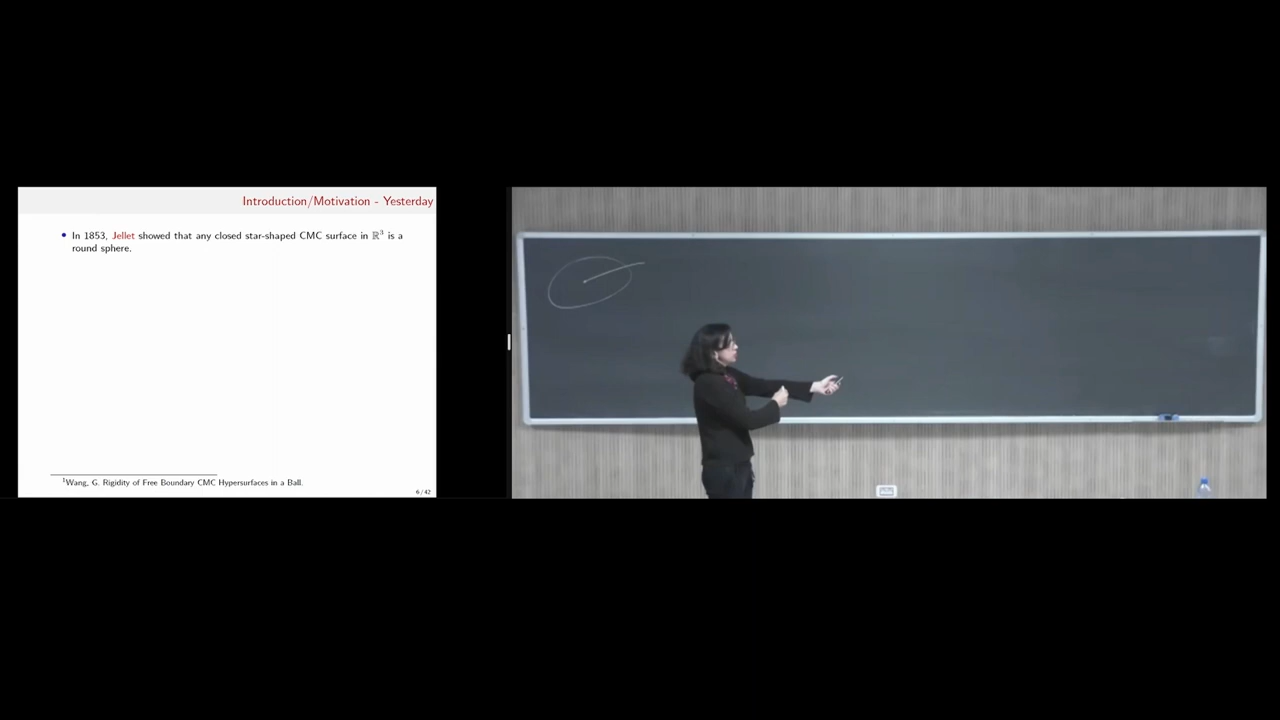 Introduction/Motivation - Yesterday
• In 1853, Jellet showed that any closed star-shaped CMC surface in ℝ³ is a
round sphere.
¹Wang, G. Rigidity of Free Boundary CMC Hypersurfaces in a Ball.
6 / 42